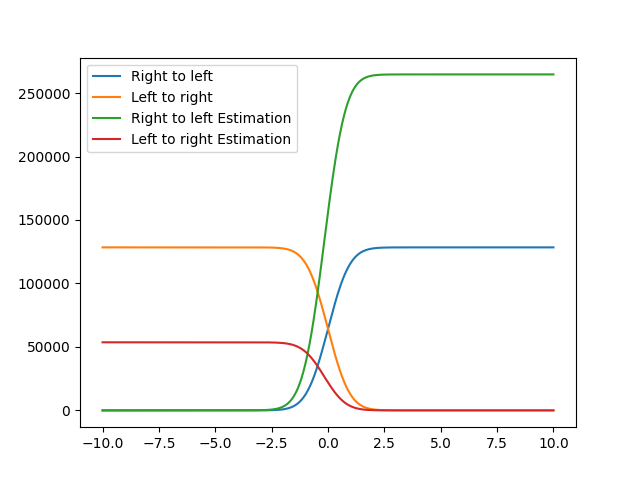 Right to left
Left to right
Right to left Estimation
Left to right Estimation
250000
200000
150000
100000
50000
0
−10.0 −7.5 −5.0 −2.5 0.0 2.5 5.0 7.5 10.0